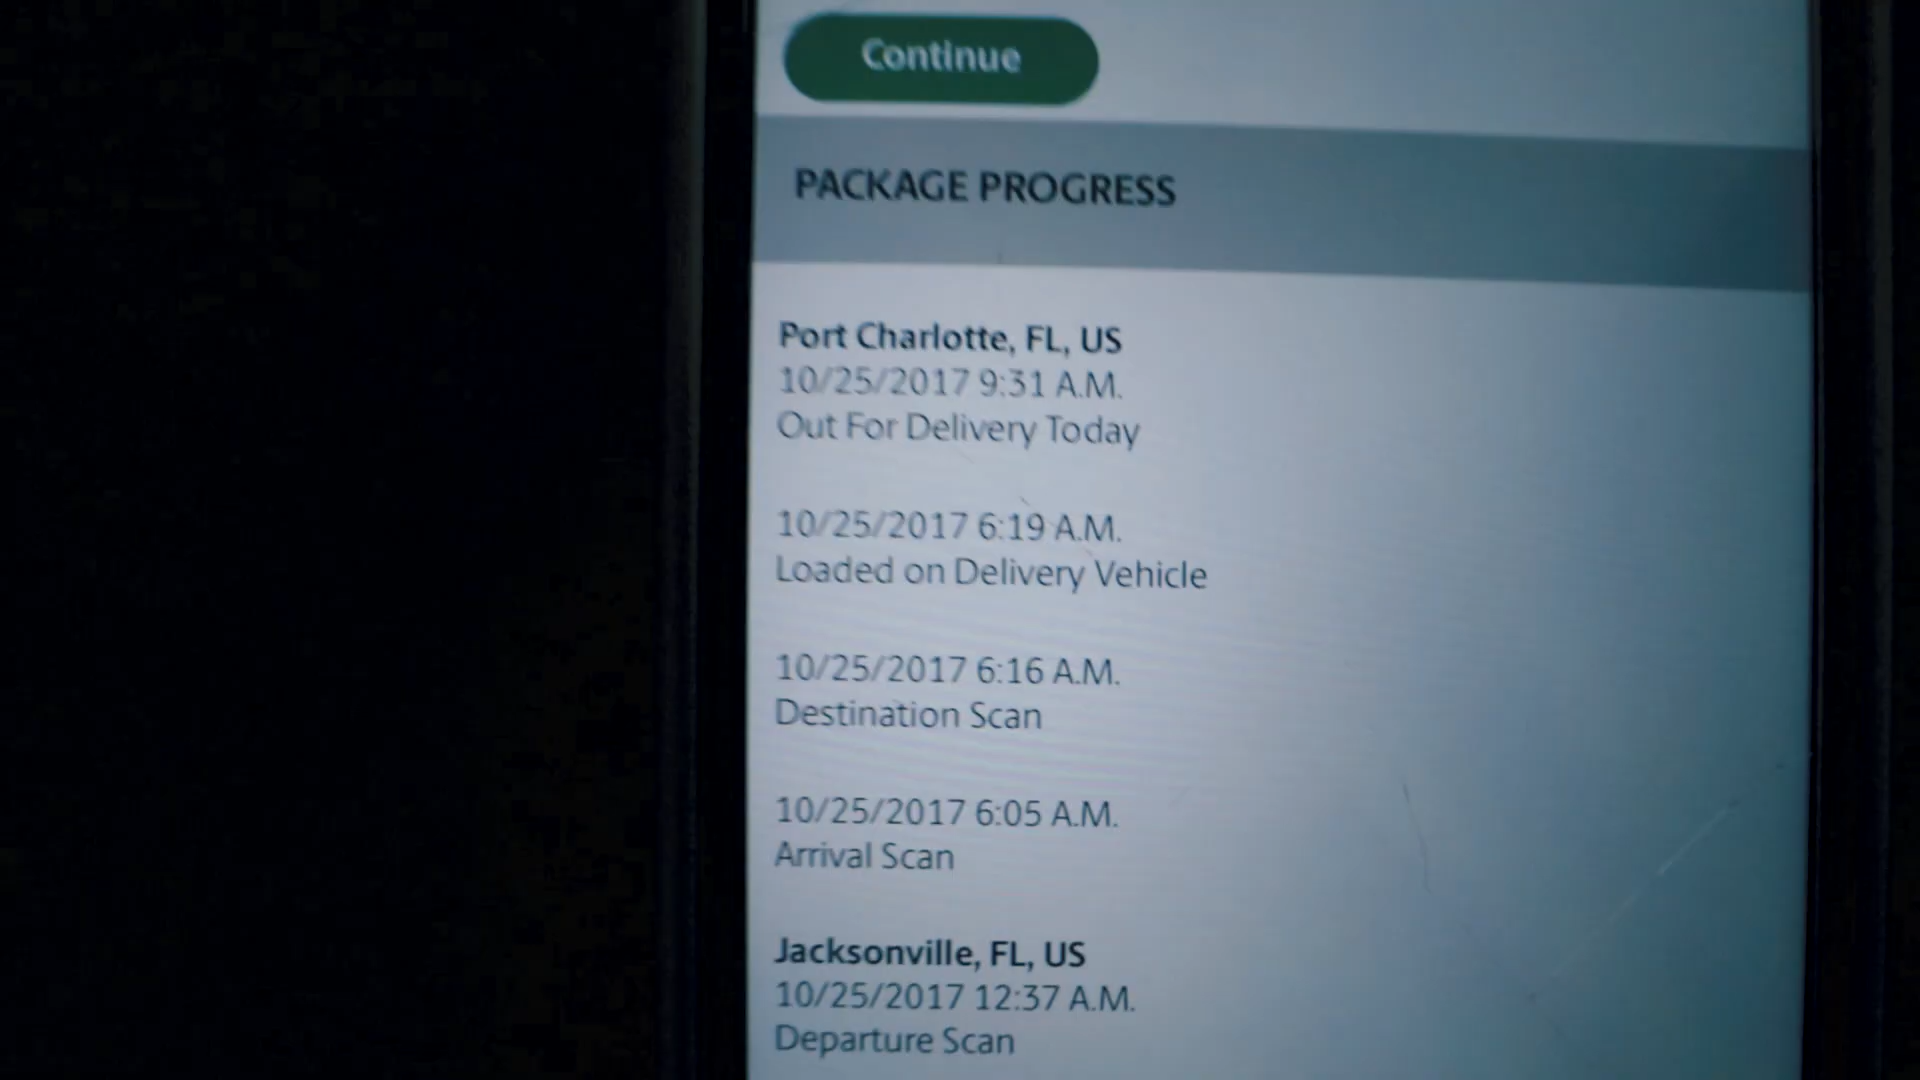 Continue
PACKAGE PROGRESS
Port Charlotte, FL, US
10/25/2017 9:31 A.M.
Out For Delivery Today
10/25/2017 6:19 A.M.
Loaded on Delivery Vehicle
10/25/2017 6:16 A.M.
Destination Scan
10/25/2017 6:05 A.M.
Arrival Scan
Jacksonville, FL, US
10/25/2017 12:37 A.M.
Departure Scan